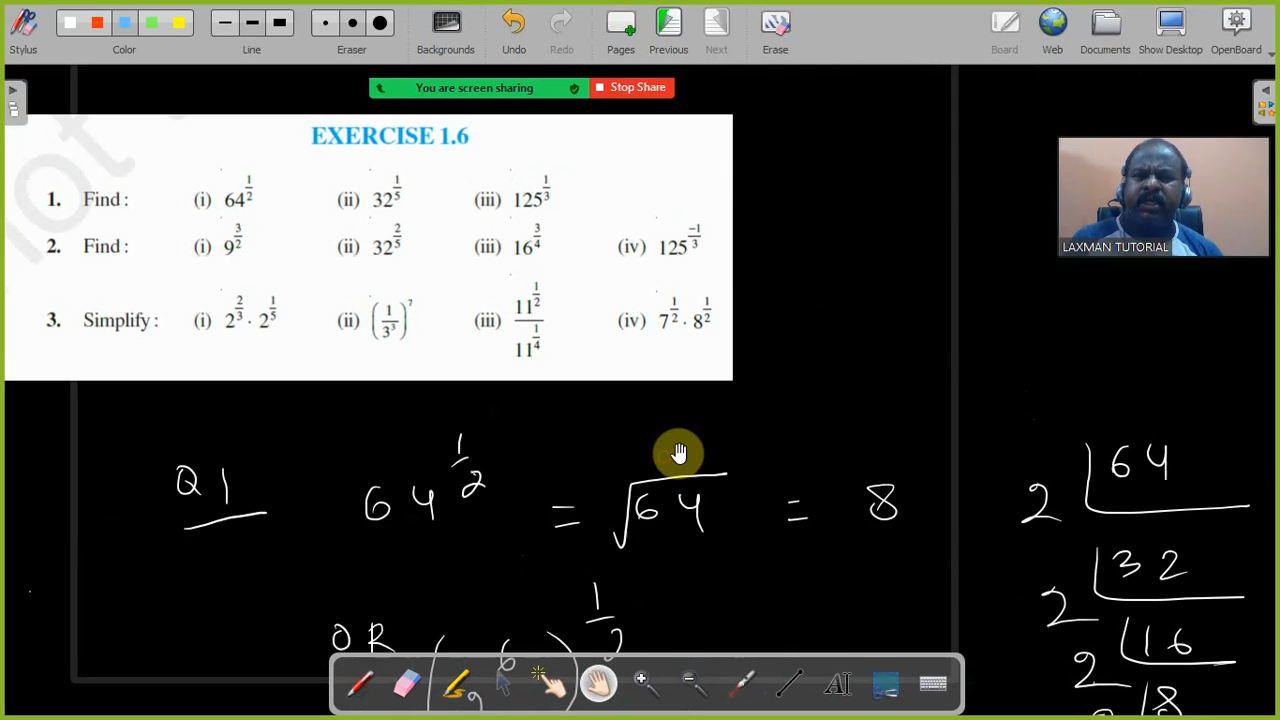 Stylus Color Line Eraser Backgrounds Undo Redo Pages Previous Next Erase Board Web Documents Show Desktop OpenBoard
You are screen sharing Stop Share
not
EXERCISE 1.6
1. Find : (i) 64^(1/2) (ii) 32^(1/5) (iii) 125^(1/3)
2. Find : (i) 9^(3/2) (ii) 32^(2/5) (iii) 16^(3/4) (iv) 125^(-1/3)
3. Simplify : (i) 2^(2/3) · 2^(1/5) (ii) (1/3³)^7 (iii) 11^(1/2) / 11^(1/4) (iv) 7^(1/2) · 8^(1/2)
LAXMAN TUTORIAL
Q 1 64^(1/2) = √64 = 8
2 64
2 32
2 16
8
OR